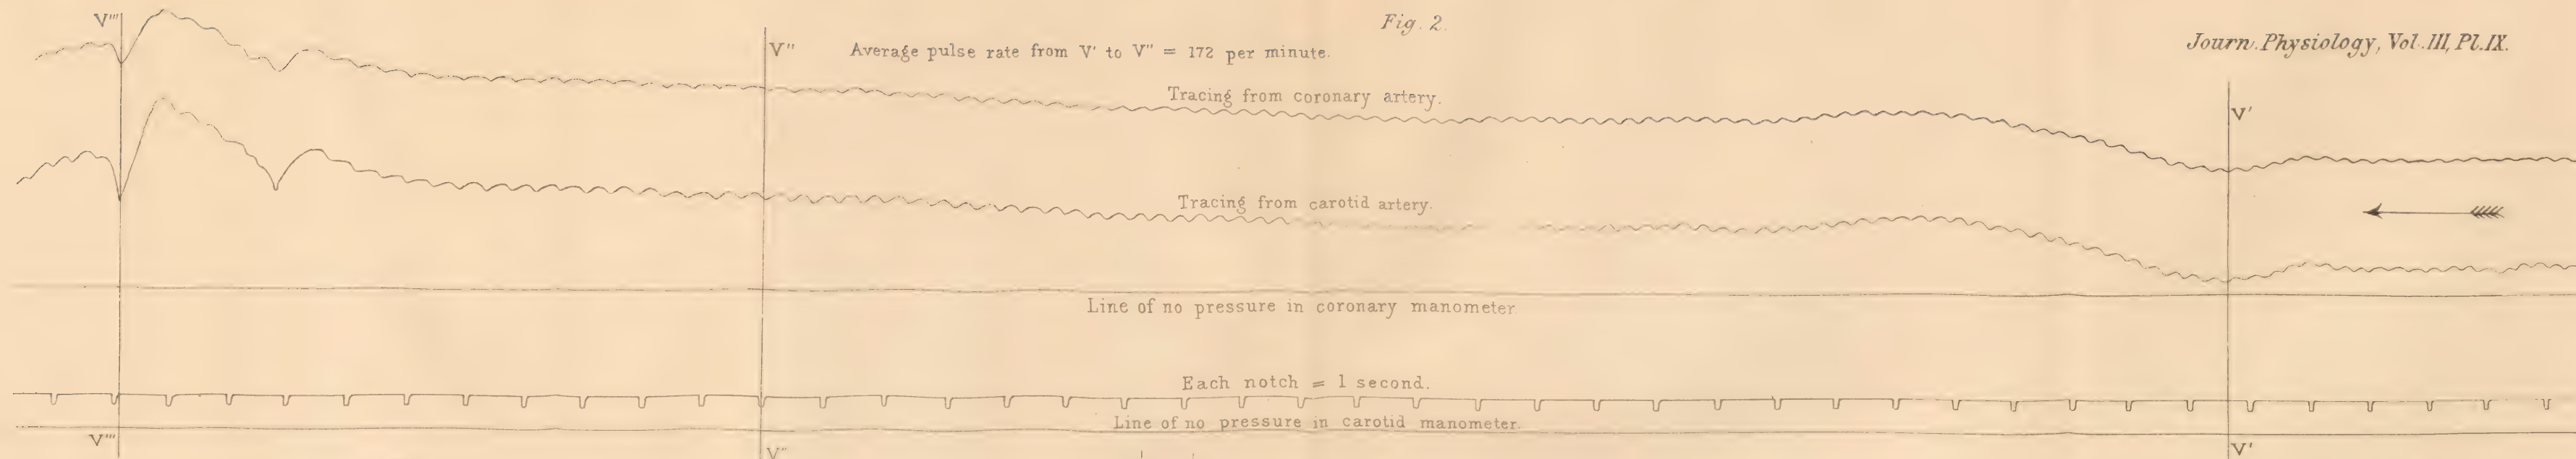 Fig. 2.
Journ. Physiology, Vol. III, Pl. IX.
V'''
V''
Average pulse rate from V' to V'' = 172 per minute.
Tracing from coronary artery.
V'
Tracing from carotid artery.
Line of no pressure in coronary manometer
Each notch = 1 second.
Line of no pressure in carotid manometer.
V'''
V''
V'